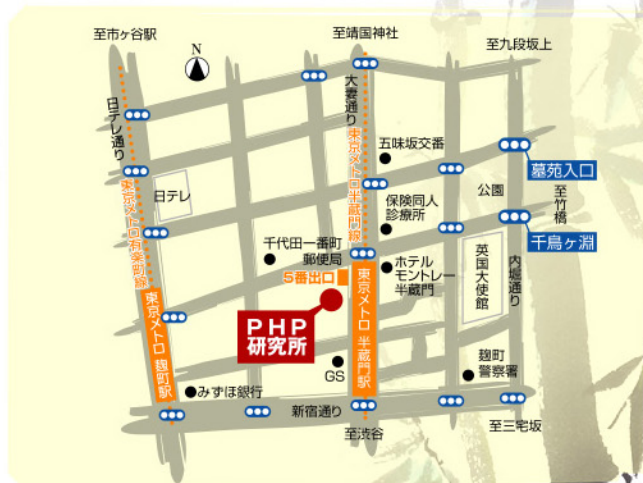 至市ヶ谷駅
至靖国神社
至九段坂上
N
日テレ通り
大妻通り
東京メトロ半蔵門線
五味坂交番
墓苑入口
東京メトロ有楽町線
日テレ
保険同人
診療所
公園
至竹橋
千鳥ヶ淵
千代田一番町
郵便局
5番出口
ホテル
モントレー
半蔵門
英国大使館
内堀通り
東京メトロ 麹町駅
PHP
研究所
東京メトロ 半蔵門駅
GS
麹町
警察署
みずほ銀行
新宿通り
至渋谷
至三宅坂